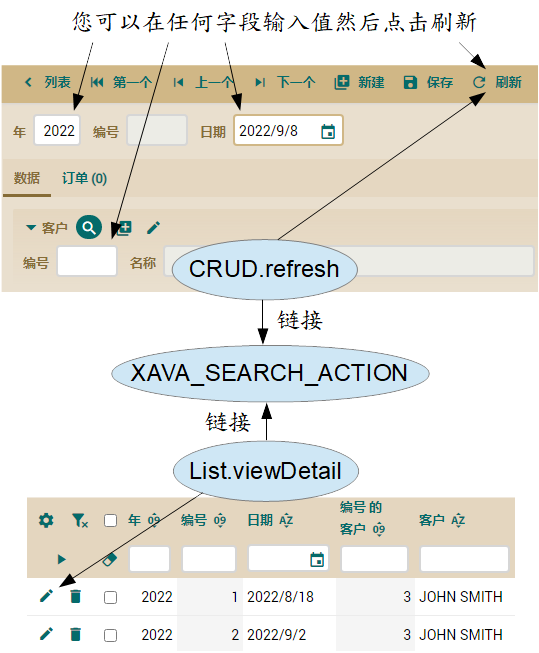 您可以在任何字段输入值然后点击刷新
列表 第一个 上一个 下一个 新建 保存 刷新
年 2022 编号 日期 2022/9/8
数据 订单 (0)
客户
编号 名称
CRUD.refresh
链接
XAVA_SEARCH_ACTION
链接
List.viewDetail
年 编号 日期 编号 的 客户 客户
2022 1 2022/8/18 3 JOHN SMITH
2022 2 2022/9/2 3 JOHN SMITH